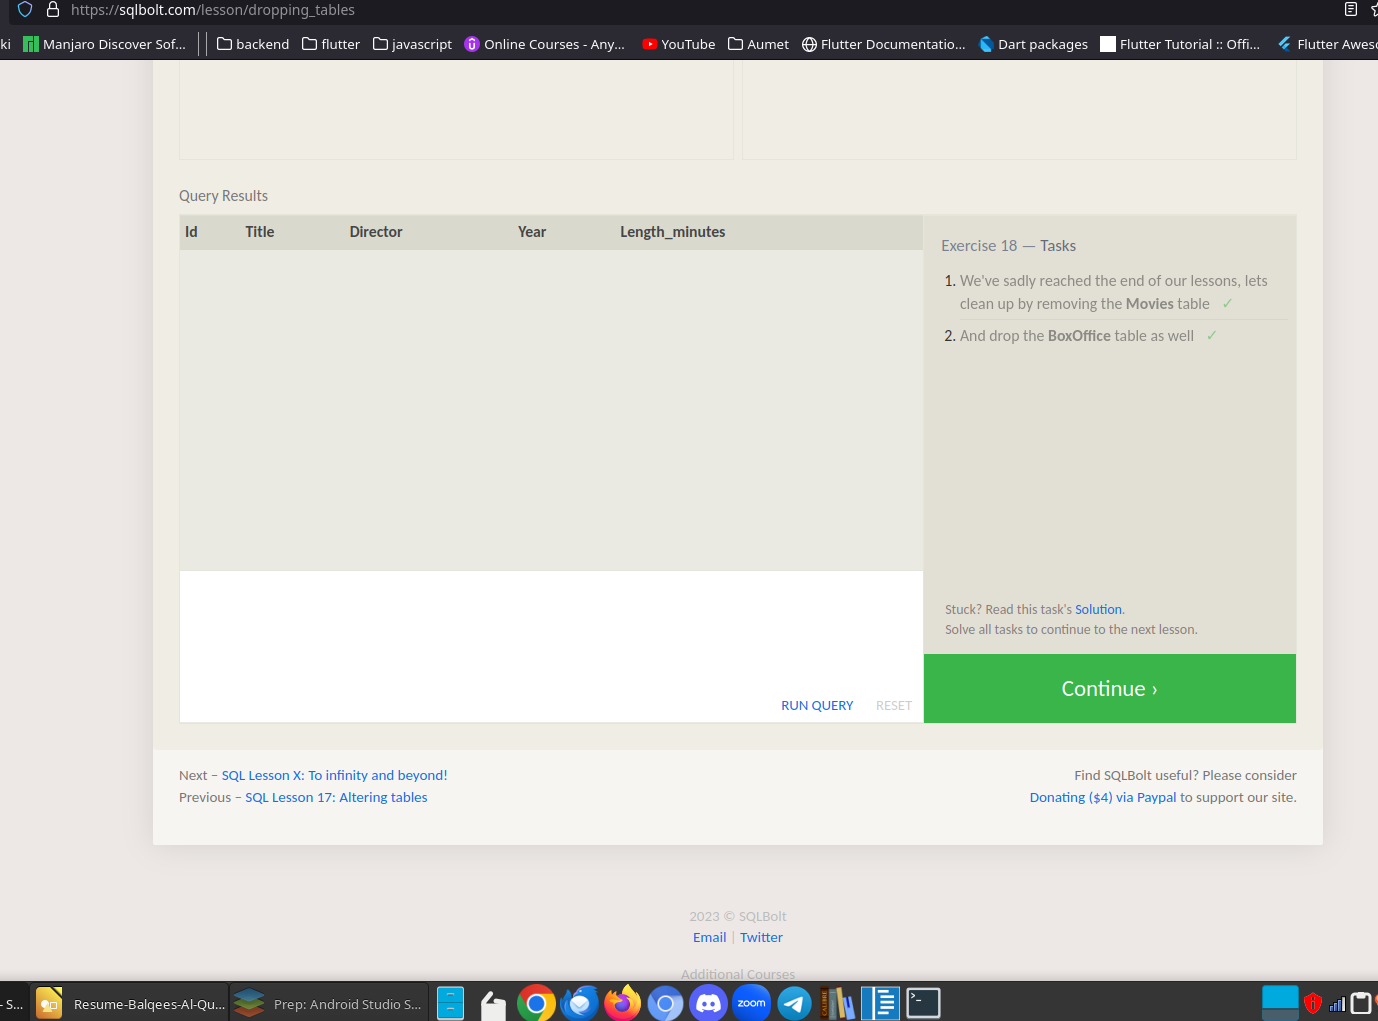 https://sqlbolt.com/lesson/dropping_tables
ki Manjaro Discover Sof... backend flutter javascript Online Courses - Any... YouTube Aumet Flutter Documentatio... Dart packages Flutter Tutorial :: Offi... Flutter Aweso
Query Results
Id Title Director Year Length_minutes
Exercise 18 — Tasks
1. We've sadly reached the end of our lessons, lets
clean up by removing the Movies table ✓
2. And drop the BoxOffice table as well ✓
Stuck? Read this task's Solution.
Solve all tasks to continue to the next lesson.
RUN QUERY RESET
Continue ›
Next – SQL Lesson X: To infinity and beyond!
Previous – SQL Lesson 17: Altering tables
Find SQLBolt useful? Please consider
Donating ($4) via Paypal to support our site.
2023 © SQLBolt
Email | Twitter
Additional Courses
- S... Resume-Balqees-Al-Qu... Prep: Android Studio S... zoom